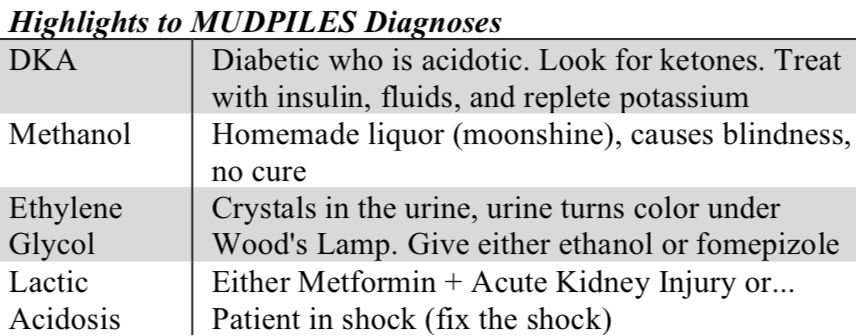 Highlights to MUDPILES Diagnoses
DKA Diabetic who is acidotic. Look for ketones. Treat
with insulin, fluids, and replete potassium
Methanol Homemade liquor (moonshine), causes blindness,
no cure
Ethylene Crystals in the urine, urine turns color under
Glycol Wood's Lamp. Give either ethanol or fomepizole
Lactic Either Metformin + Acute Kidney Injury or...
Acidosis Patient in shock (fix the shock)